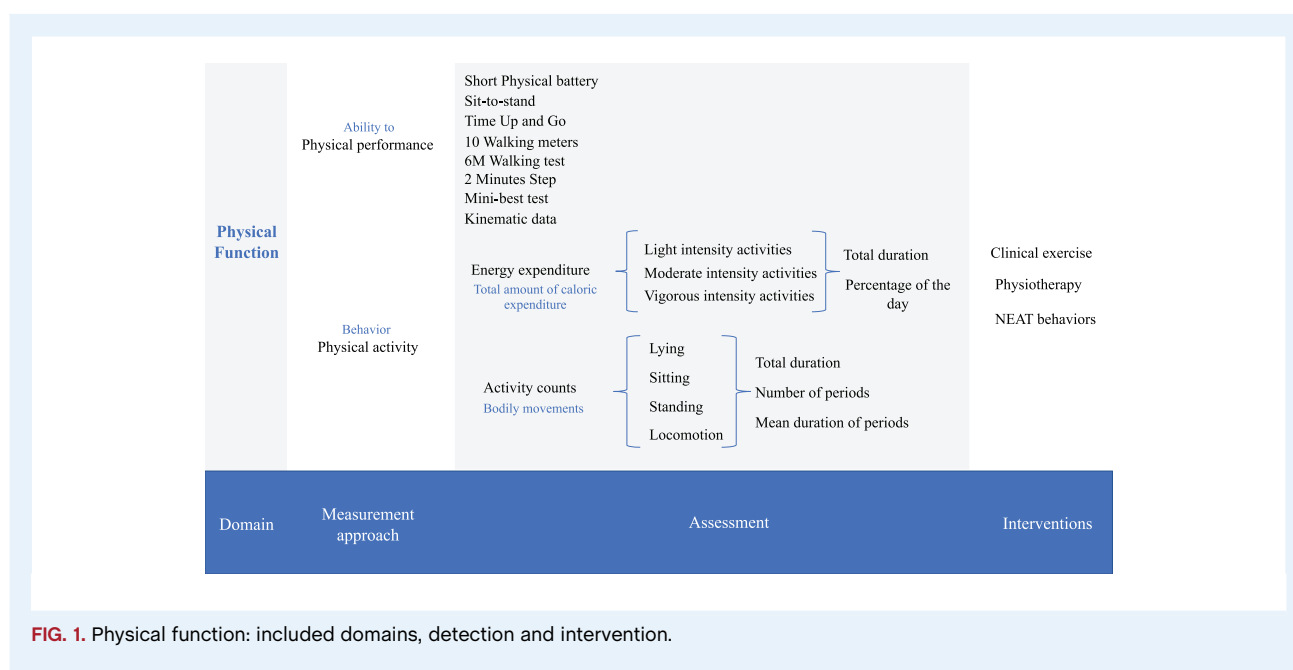 Physical
Function
Ability to
Physical performance
Behavior
Physical activity
Short Physical battery
Sit-to-stand
Time Up and Go
10 Walking meters
6M Walking test
2 Minutes Step
Mini-best test
Kinematic data
Energy expenditure
Total amount of caloric
expenditure
Light intensity activities
Moderate intensity activities
Vigorous intensity activities
Total duration
Percentage of the
day
Activity counts
Bodily movements
Lying
Sitting
Standing
Locomotion
Total duration
Number of periods
Mean duration of periods
Clinical exercise
Physiotherapy
NEAT behaviors
Domain
Measurement
approach
Assessment
Interventions
FIG. 1. Physical function: included domains, detection and intervention.